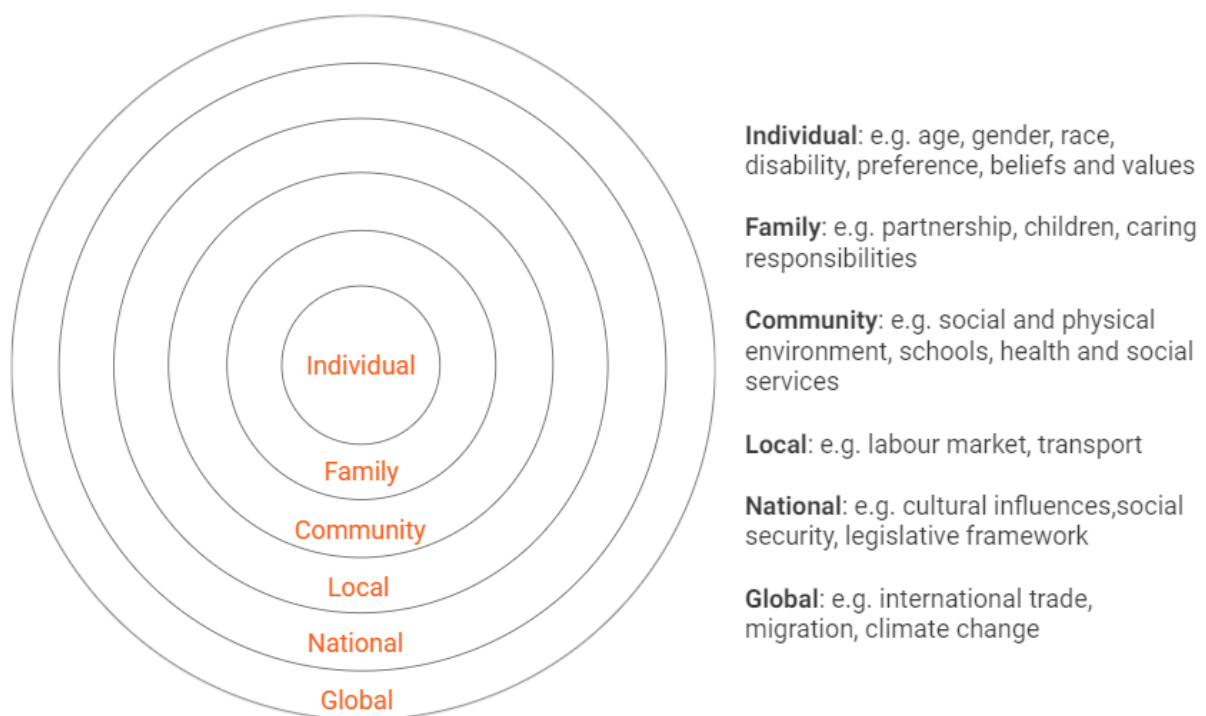 Individual
Family
Community
Local
National
Global
Individual: e.g. age, gender, race,
disability, preference, beliefs and values
Family: e.g. partnership, children, caring
responsibilities
Community: e.g. social and physical
environment, schools, health and social
services
Local: e.g. labour market, transport
National: e.g. cultural influences,social
security, legislative framework
Global: e.g. international trade,
migration, climate change